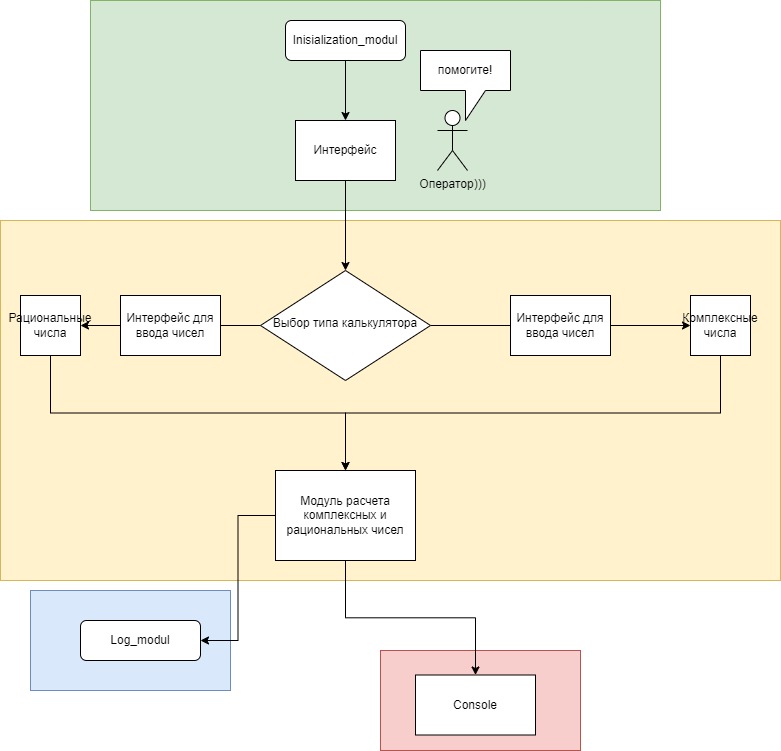 Inisialization_modul
помогите!
Интерфейс
Оператор)))
Рациональные
числа
Интерфейс для
ввода чисел
Выбор типа калькулятора
Интерфейс для
ввода чисел
Комплексные
числа
Модуль расчета
комплексных и
рациональных чисел
Log_modul
Console